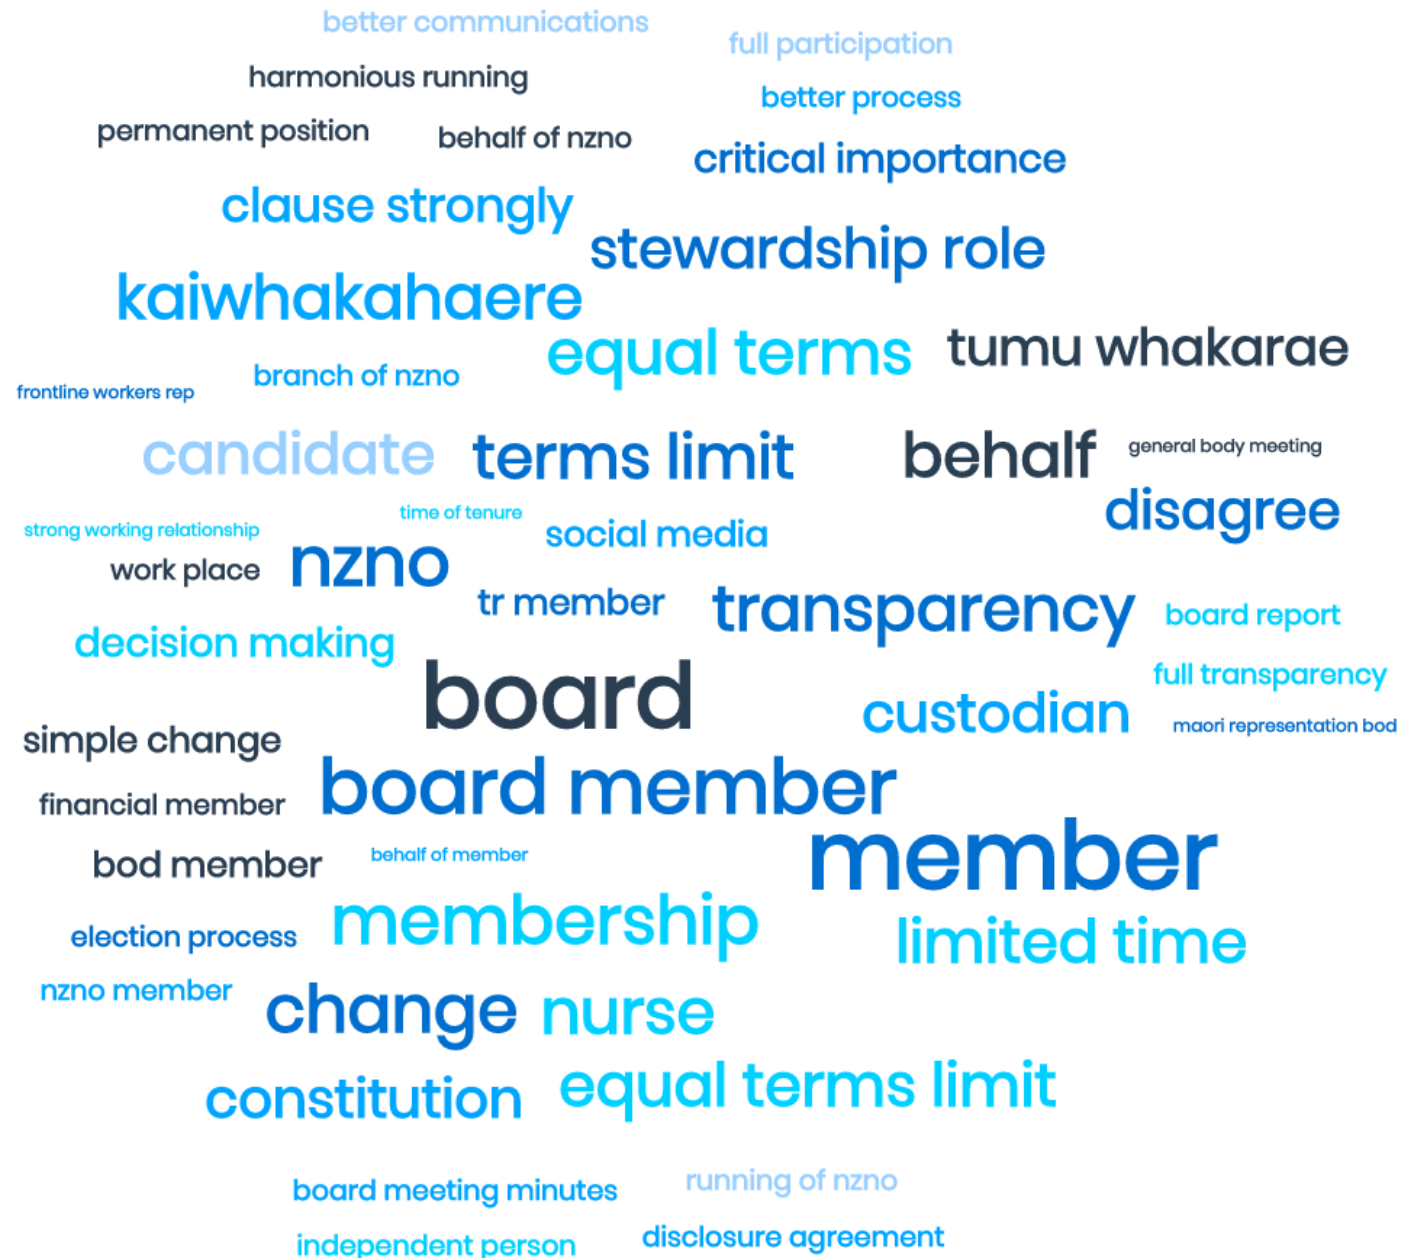 better communications
full participation
harmonious running
better process
permanent position
behalf of nzno
critical importance
clause strongly
stewardship role
kaiwhakahaere
equal terms
tumu whakarae
branch of nzno
frontline workers rep
candidate
terms limit
behalf
general body meeting
disagree
time of tenure
strong working relationship
social media
work place
nzno
tr member
transparency
board report
decision making
full transparency
board
custodian
maori representation bod
simple change
board member
financial member
member
bod member
behalf of member
membership
election process
limited time
nzno member
change
nurse
constitution
equal terms limit
board meeting minutes
running of nzno
independent person
disclosure agreement